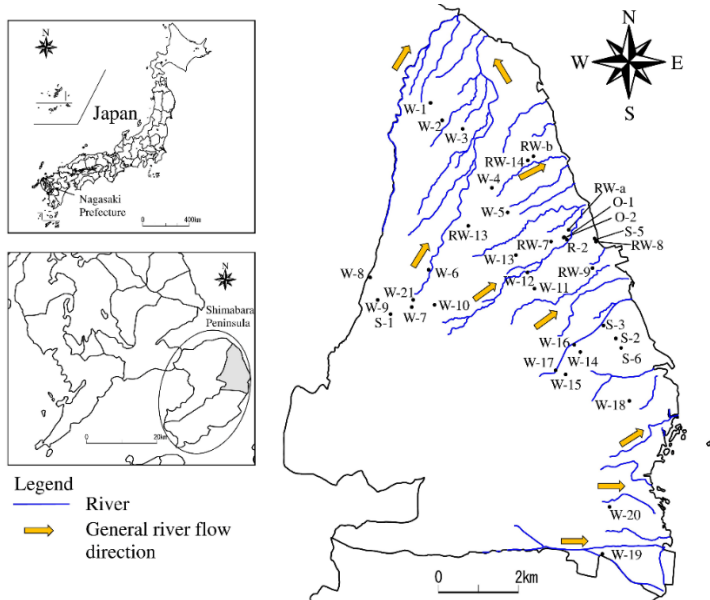 N
Japan
Nagasaki
Prefecture
0
400km
N
Shimabara
Peninsula
0
20km
Legend
River
General river flow
direction
N
W
E
S
W-1
W-2
W-3
RW-b
RW-14
W-4
RW-a
O-1
O-2
S-5
RW-8
W-5
RW-13
RW-7
R-2
W-13
RW-9
W-8
W-6
W-12
W-11
W-21
W-10
W-9
W-7
S-1
S-3
S-2
S-6
W-16
W-14
W-17
W-15
W-18
W-20
W-19
0
2km